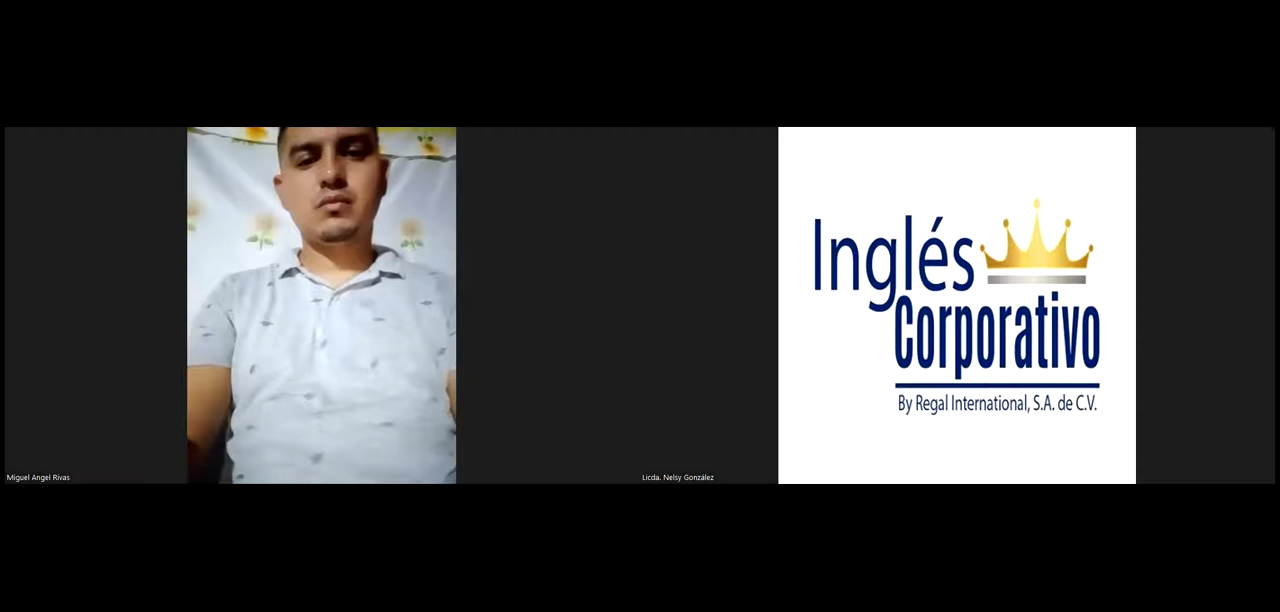 Inglés
Corporativo
By Regal International, S.A. de C.V.
Miguel Angel Rivas
Licda. Nelsy González